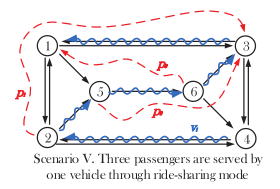 1 3
p₂
p₁ 5 6
p₃
2 v₁ 4
Scenario V. Three passengers are served by
one vehicle through ride-sharing mode